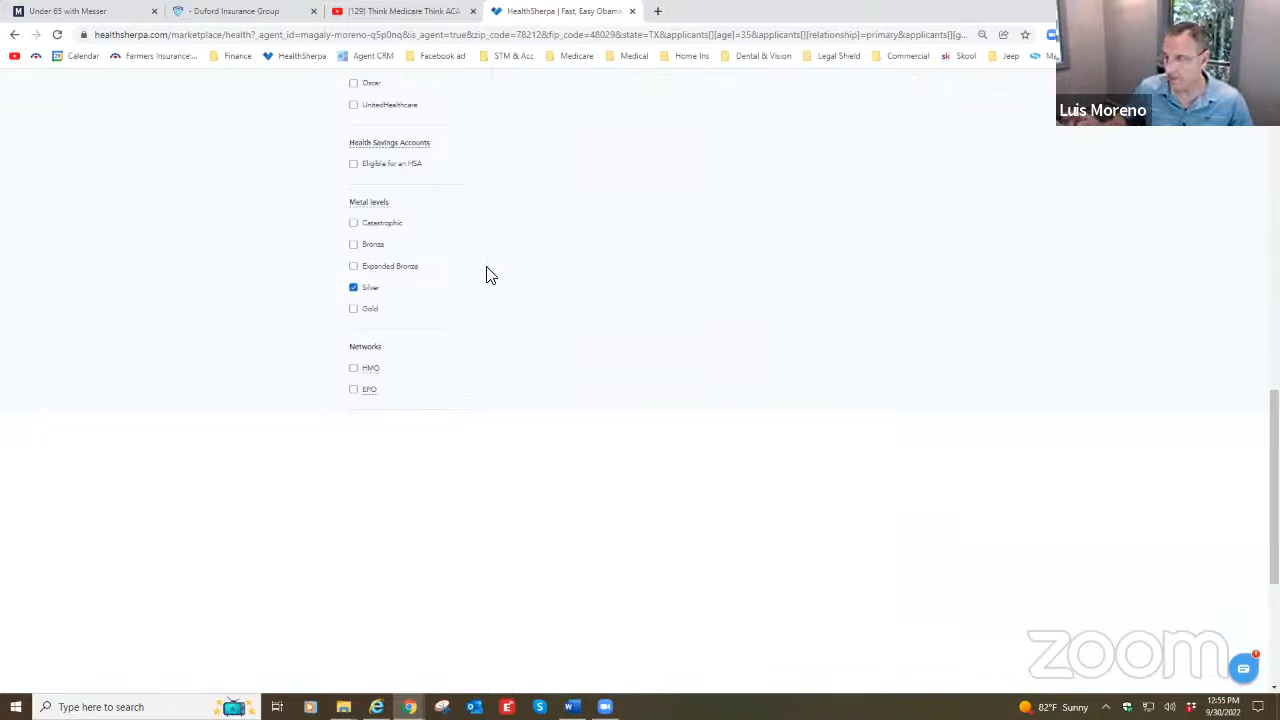 Under 65 with Messer
- Duford Insurance Group
(129) Think Medicare Think ACA
HealthSherpa | Fast, Easy Obama
healthsherpa.com/marketplace/health?_agent_id=magaly-moreno-q5p0nq&is_agent=true&zip_code=78212&fip_code=48029&state=TX&applicants[][age]=35&applicants[][relationship]=primary&applicants[][g...
Calendar
Farmers Insurance:...
Finance
HealthSherpa
Agent CRM
Facebook ad
STM & Acc
Medicare
Medical
Home Ins
Dental & Vision
Legal Shield
Commercial
sk Skool
Jeep
Luis Moreno
Oscar
UnitedHealthcare
Health Savings Accounts
Eligible for an HSA
Metal levels
Catastrophic
Bronze
Expanded Bronze
Silver
Gold
Networks
HMO
EPO
zoom
Type here to search
82°F Sunny
12:55 PM
9/30/2022